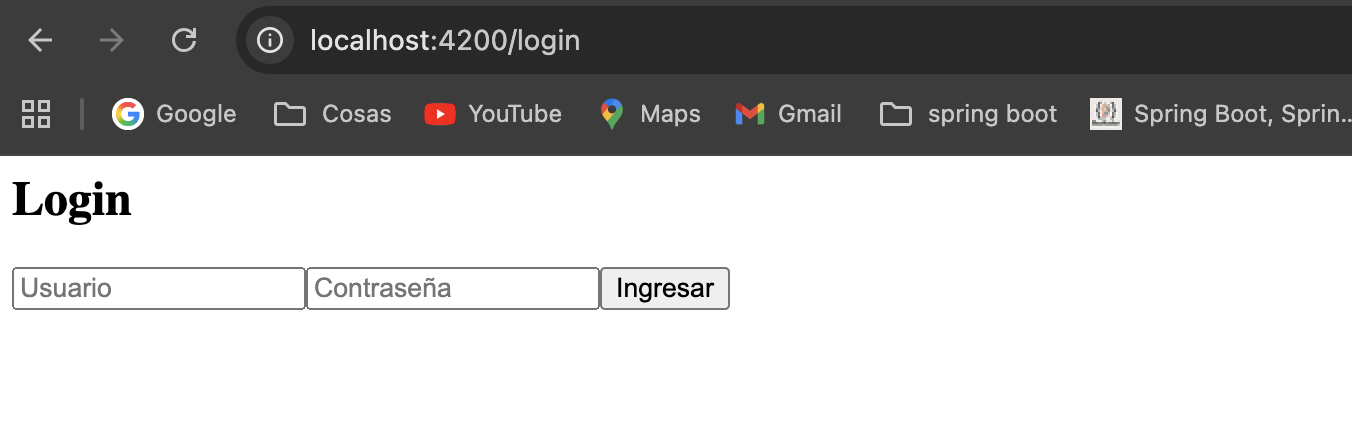 localhost:4200/login
Google Cosas YouTube Maps Gmail spring boot Spring Boot, Sprin...
Login
Usuario Contraseña Ingresar